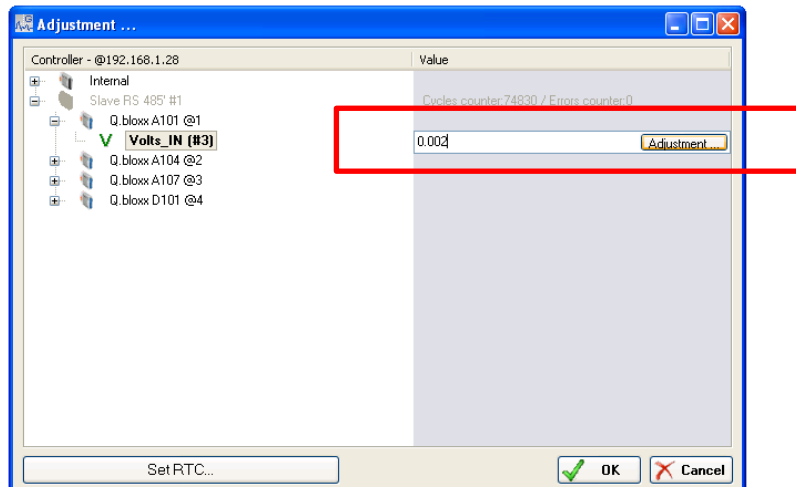 Adjustment ...
Controller - @192.168.1.28 Value
Internal
Slave RS 485' #1 Cycles counter:74830 / Errors counter:0
Q.bloxx A101 @1
V Volts_IN (#3) 0.002 Adjustment ...
Q.bloxx A104 @2
Q.bloxx A107 @3
Q.bloxx D101 @4
Set RTC... OK Cancel